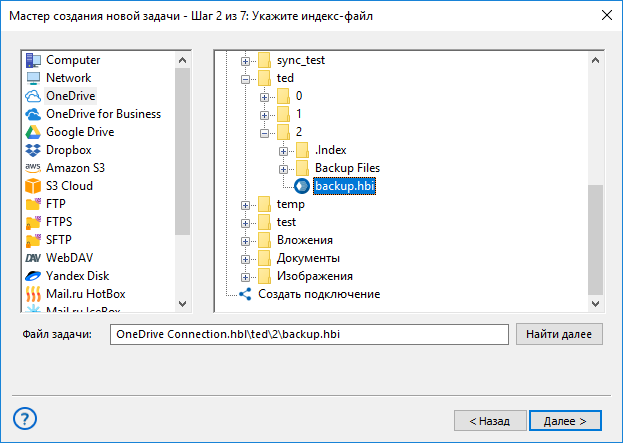 Мастер создания новой задачи - Шаг 2 из 7: Укажите индекс-файл
Computer
Network
OneDrive
OneDrive for Business
Google Drive
Dropbox
aws Amazon S3
S3 Cloud
FTP
FTPS
SFTP
DAV WebDAV
Yandex Disk
Mail.ru HotBox
Mail.ru IceBox
sync_test
ted
0
1
2
.Index
Backup Files
backup.hbi
temp
test
Вложения
Документы
Изображения
Создать подключение
Файл задачи:
OneDrive Connection.hbl\ted\2\backup.hbi
Найти далее
?
< Назад
Далее >